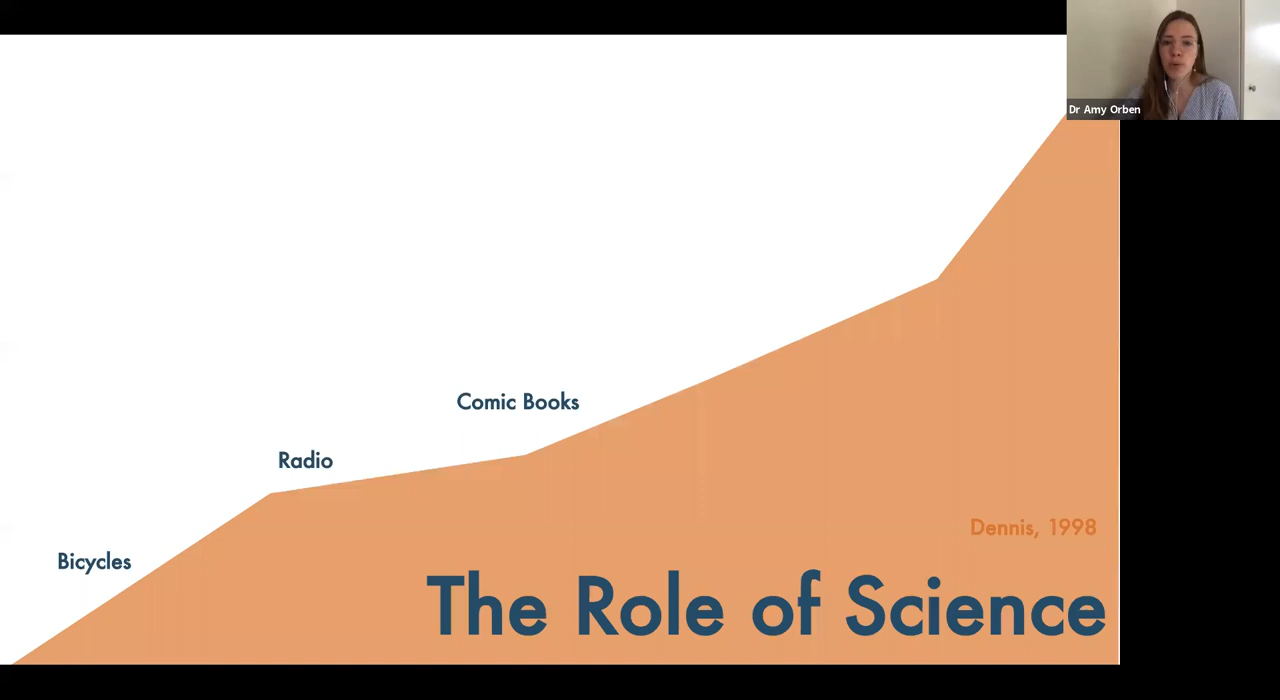 Dr Amy Orben
Comic Books
Radio
Bicycles
Dennis, 1998
The Role of Science